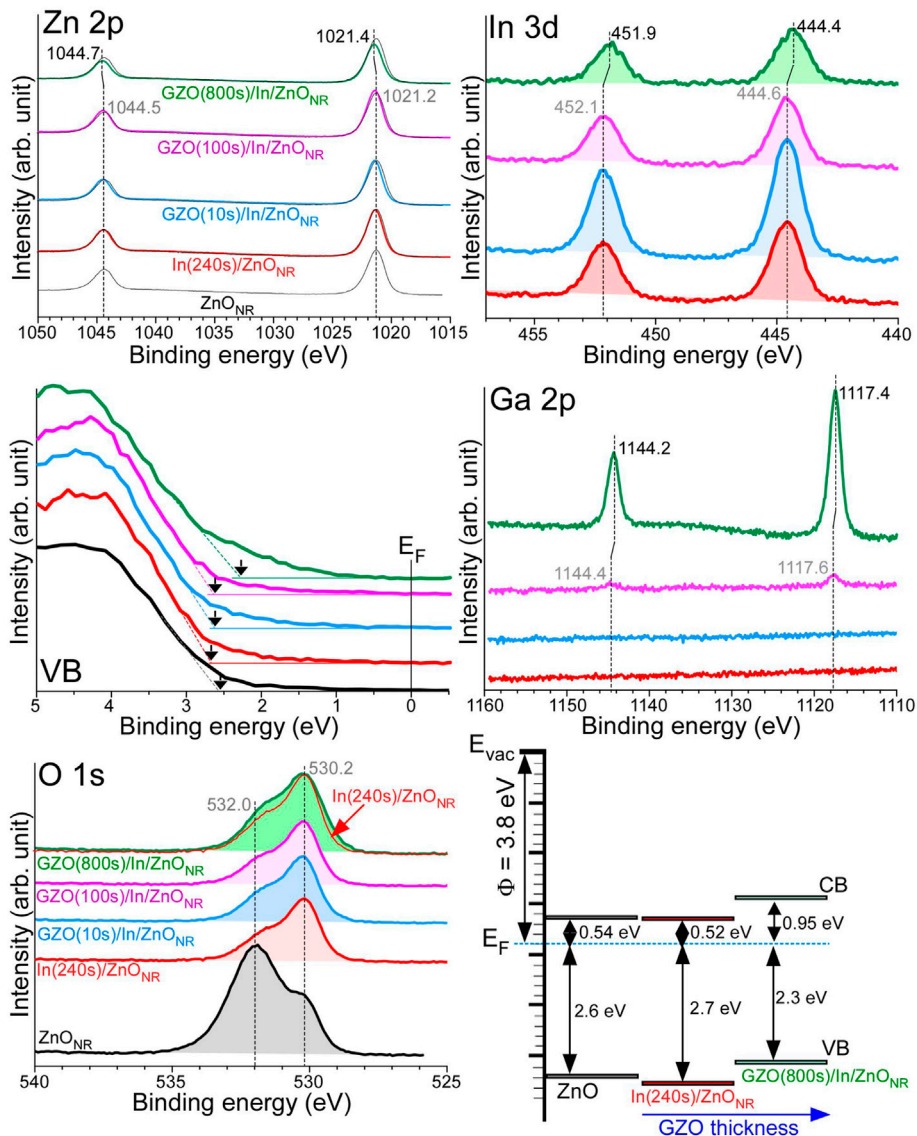 Zn 2p
1044.7
1021.4
GZO(800s)/In/ZnO_NR
1044.5
1021.2
GZO(100s)/In/ZnO_NR
GZO(10s)/In/ZnO_NR
In(240s)/ZnO_NR
ZnO_NR
Intensity (arb. unit)
1050 1045 1040 1035 1030 1025 1020 1015
Binding energy (eV)
In 3d
451.9
444.4
452.1
444.6
Intensity (arb. unit)
455 450 445 440
Binding energy (eV)
E_F
VB
Intensity (arb. unit)
5 4 3 2 1 0
Binding energy (eV)
Ga 2p
1117.4
1144.2
1144.4
1117.6
Intensity (arb. unit)
1160 1150 1140 1130 1120 1110
Binding energy (eV)
O 1s
530.2
532.0
In(240s)/ZnO_NR
GZO(800s)/In/ZnO_NR
GZO(100s)/In/ZnO_NR
GZO(10s)/In/ZnO_NR
In(240s)/ZnO_NR
ZnO_NR
Intensity (arb. unit)
540 535 530 525
Binding energy (eV)
E_vac
Φ = 3.8 eV
CB
0.54 eV
0.52 eV
0.95 eV
E_F
2.6 eV
2.7 eV
2.3 eV
VB
ZnO
In(240s)/ZnO_NR
GZO(800s)/In/ZnO_NR
GZO thickness